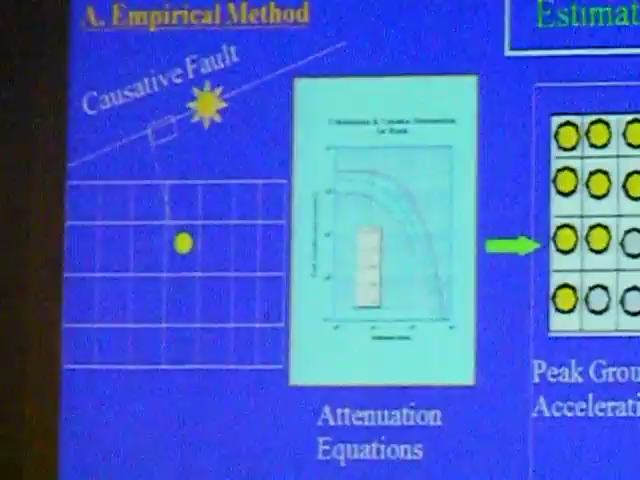 A. Empirical Method
Estimat
Causative Fault
Attenuation
Equations
Peak Grou
Accelerati